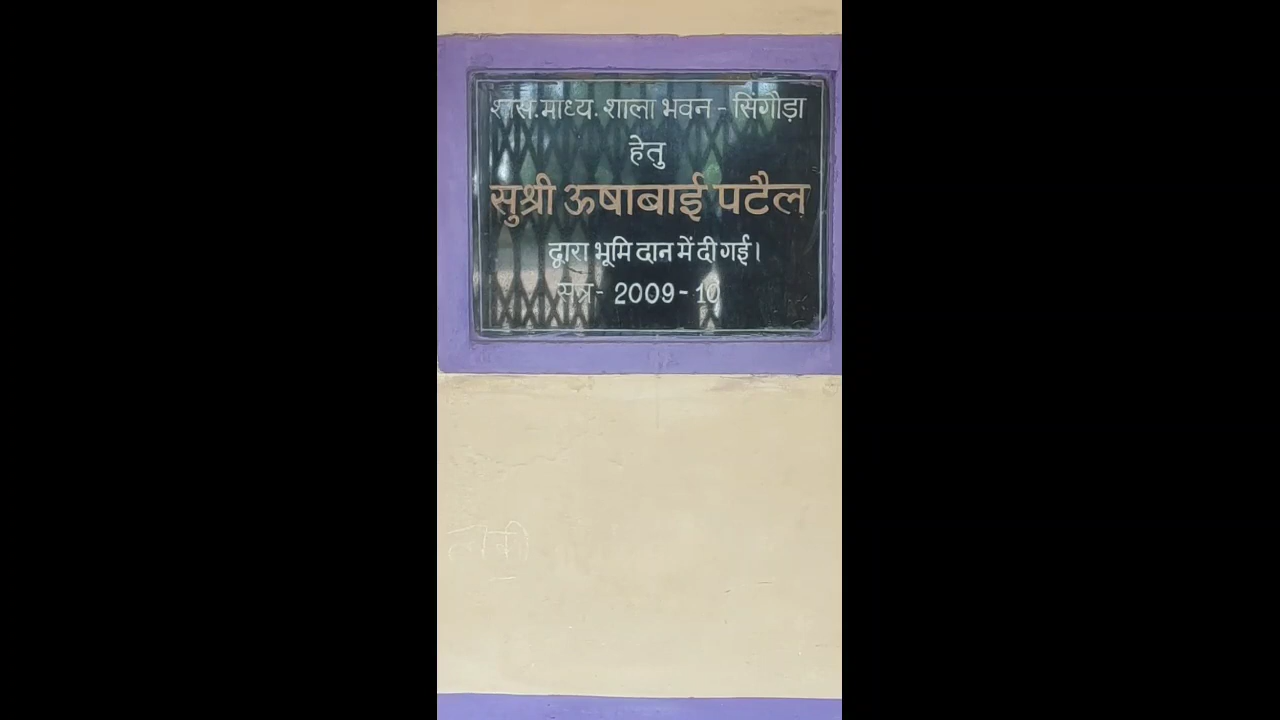 शास. माध्य. शाला भवन - सिंगौड़ा
हेतु
सुश्री ऊषाबाई पटैल
द्वारा भूमि दान में दी गई।
सत्र - 2009 - 10